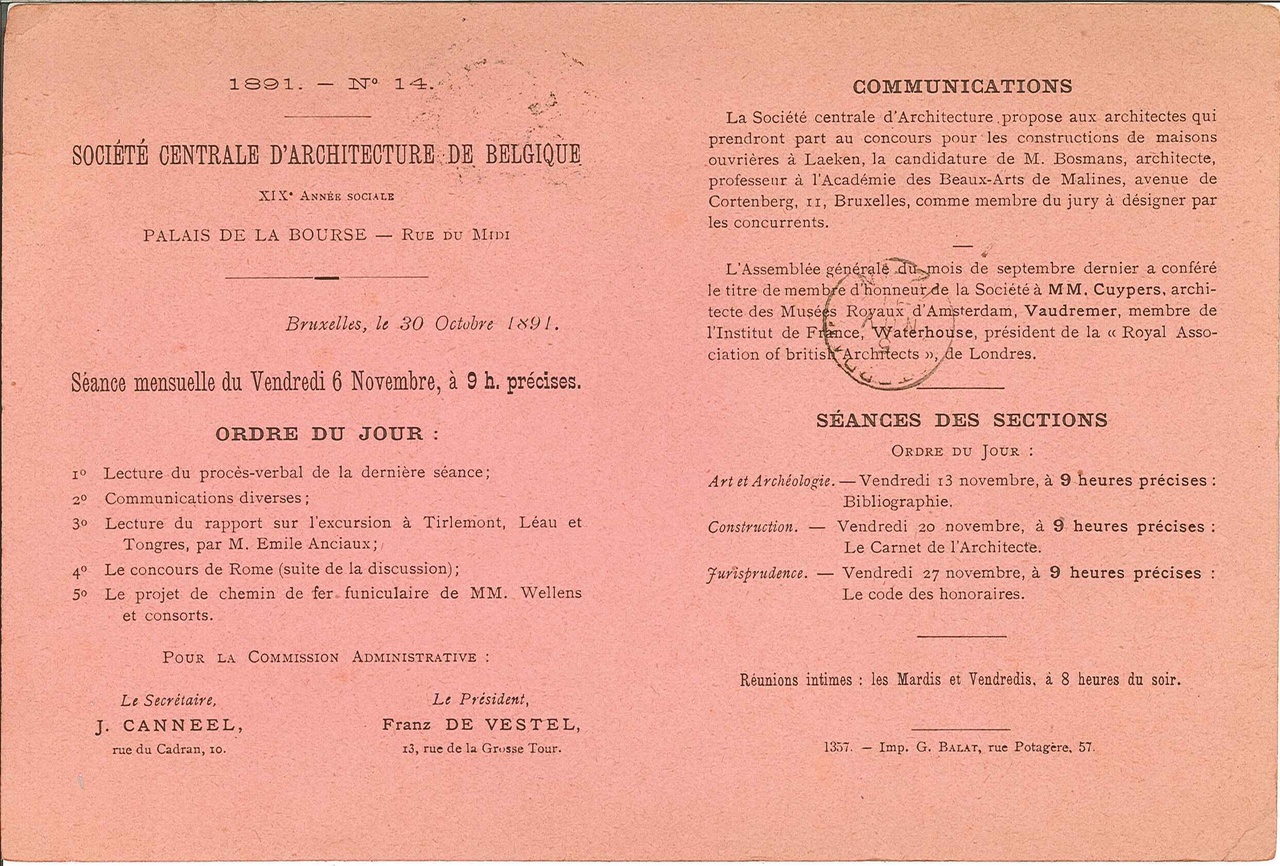 1891. — N° 14.
SOCIÉTÉ CENTRALE D'ARCHITECTURE DE BELGIQUE
XIXe ANNÉE SOCIALE
PALAIS DE LA BOURSE — RUE DU MIDI
Bruxelles, le 30 Octobre 1891.
Séance mensuelle du Vendredi 6 Novembre, à 9 h. précises.
ORDRE DU JOUR :
1° Lecture du procès-verbal de la dernière séance;
2° Communications diverses;
3° Lecture du rapport sur l'excursion à Tirlemont, Léau et
Tongres, par M. Emile Anciaux;
4° Le concours de Rome (suite de la discussion);
5° Le projet de chemin de fer funiculaire de MM. Wellens
et consorts.
POUR LA COMMISSION ADMINISTRATIVE :
Le Secrétaire,
J. CANNEEL,
rue du Cadran, 10.
Le Président,
Franz DE VESTEL,
13, rue de la Grosse Tour.
COMMUNICATIONS
La Société centrale d'Architecture propose aux architectes qui
prendront part au concours pour les constructions de maisons
ouvrières à Laeken, la candidature de M. Bosmans, architecte,
professeur à l'Académie des Beaux-Arts de Malines, avenue de
Cortenberg, 11, Bruxelles, comme membre du jury à désigner par
les concurrents.
L'Assemblée générale du mois de septembre dernier a conféré
le titre de membre d'honneur de la Société à MM. Cuypers, archi-
tecte des Musées Royaux d'Amsterdam, Vaudremer, membre de
l'Institut de France, Waterhouse, président de la « Royal Asso-
ciation of british Architects », de Londres.
SÉANCES DES SECTIONS
ORDRE DU JOUR :
Art et Archéologie. — Vendredi 13 novembre, à 9 heures précises :
Bibliographie.
Construction. — Vendredi 20 novembre, à 9 heures précises :
Le Carnet de l'Architecte.
Jurisprudence. — Vendredi 27 novembre, à 9 heures précises :
Le code des honoraires.
Réunions intimes : les Mardis et Vendredis, à 8 heures du soir.
1357. — Imp. G. BALAT, rue Potagère, 57.